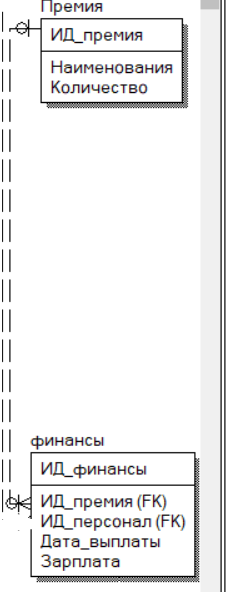 Премия
ИД_премия
Наименования
Количество
финансы
ИД_финансы
ИД_премия (FK)
ИД_персонал (FK)
Дата_выплаты
Зарплата